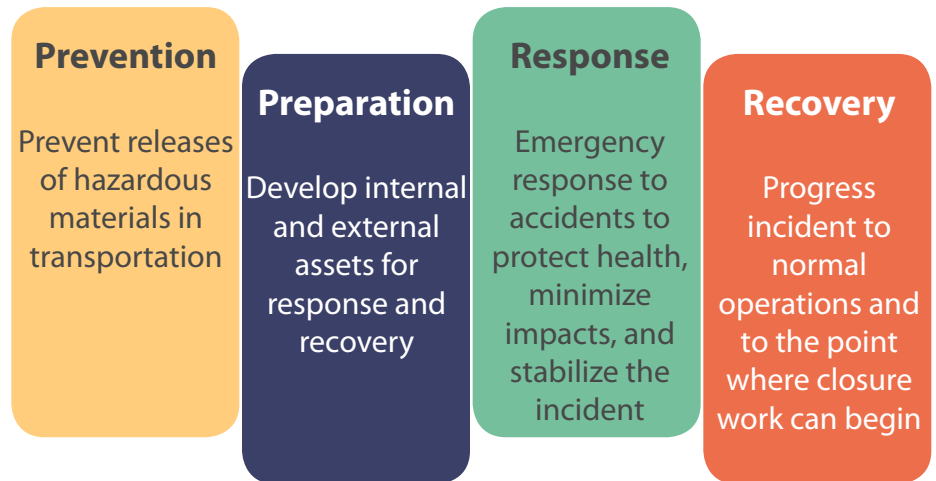 Prevention
Prevent releases
of hazardous
materials in
transportation
Preparation
Develop internal
and external
assets for
response and
recovery
Response
Emergency
response to
accidents to
protect health,
minimize
impacts, and
stabilize the
incident
Recovery
Progress
incident to
normal
operations and
to the point
where closure
work can begin